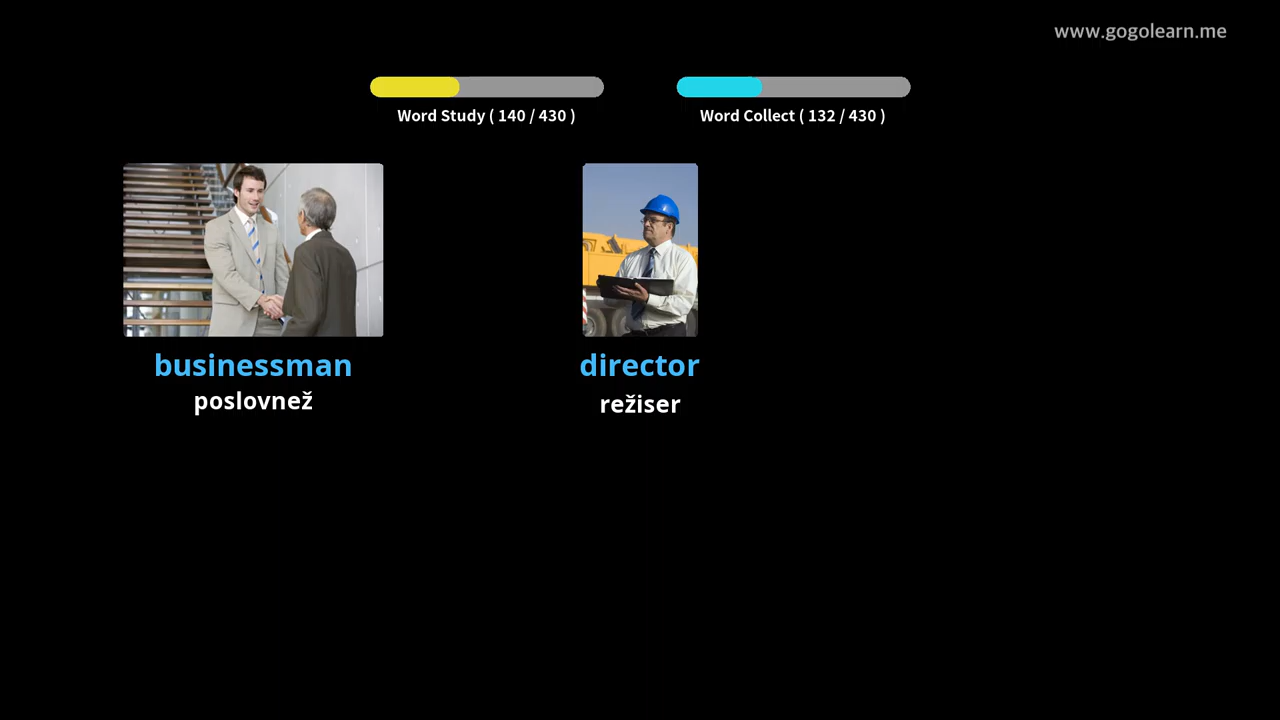 www.gogolearn.me
Word Study ( 140 / 430 )
Word Collect ( 132 / 430 )
businessman
poslovnež
director
režiser